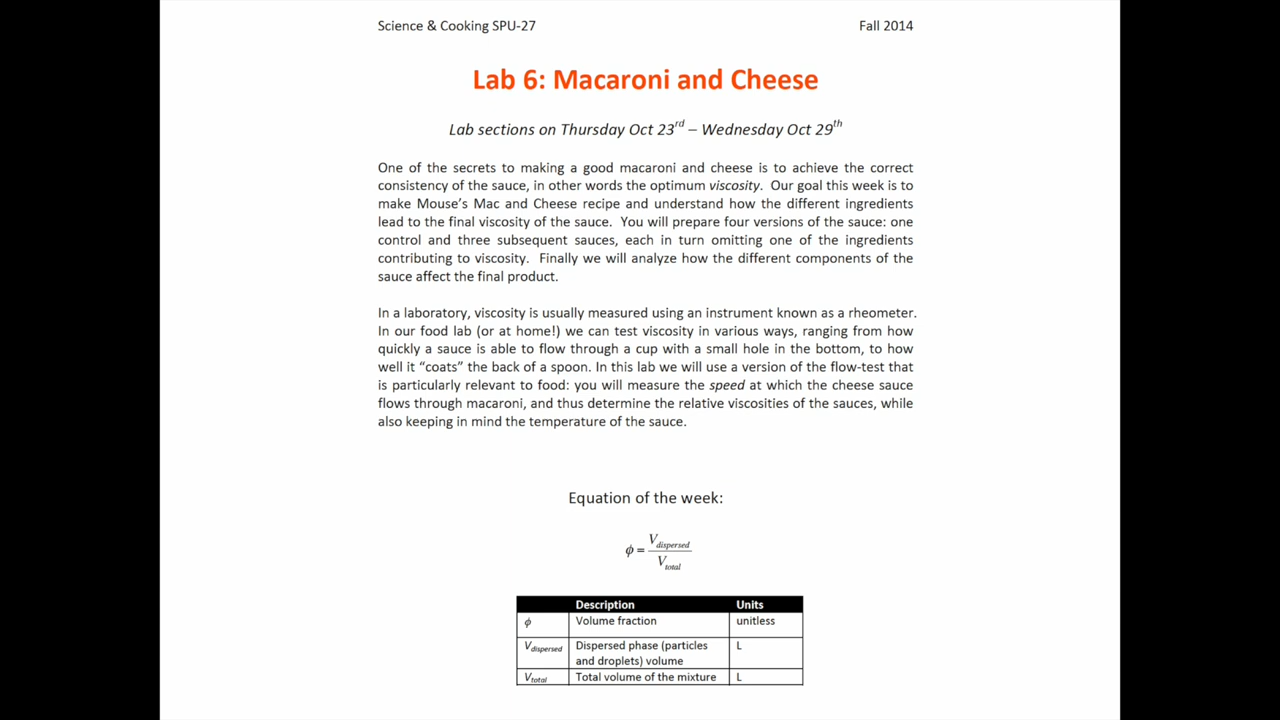 Science & Cooking SPU-27 Fall 2014
Lab 6: Macaroni and Cheese
Lab sections on Thursday Oct 23rd – Wednesday Oct 29th
One of the secrets to making a good macaroni and cheese is to achieve the correct
consistency of the sauce, in other words the optimum viscosity. Our goal this week is to
make Mouse's Mac and Cheese recipe and understand how the different ingredients
lead to the final viscosity of the sauce. You will prepare four versions of the sauce: one
control and three subsequent sauces, each in turn omitting one of the ingredients
contributing to viscosity. Finally we will analyze how the different components of the
sauce affect the final product.
In a laboratory, viscosity is usually measured using an instrument known as a rheometer.
In our food lab (or at home!) we can test viscosity in various ways, ranging from how
quickly a sauce is able to flow through a cup with a small hole in the bottom, to how
well it “coats” the back of a spoon. In this lab we will use a version of the flow-test that
is particularly relevant to food: you will measure the speed at which the cheese sauce
flows through macaroni, and thus determine the relative viscosities of the sauces, while
also keeping in mind the temperature of the sauce.
Equation of the week:
ϕ = Vdispersed / Vtotal
Description Units
ϕ Volume fraction unitless
Vdispersed Dispersed phase (particles L
and droplets) volume
Vtotal Total volume of the mixture L